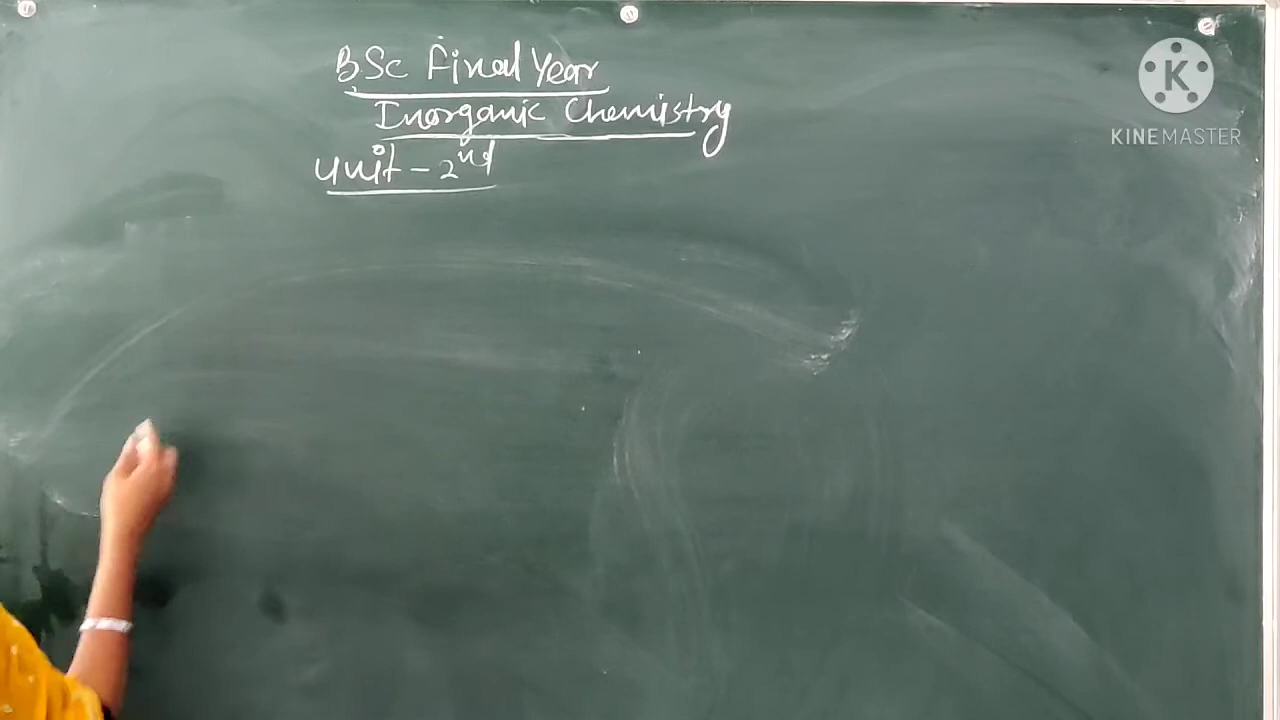 BSc Final Year
Inorganic Chemistry
Unit - 2nd
K
KINEMASTER